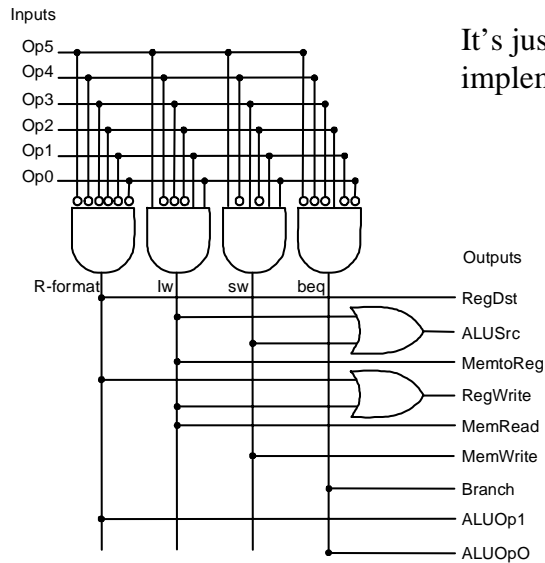 Inputs
It's jus
implem
Op5
Op4
Op3
Op2
Op1
Op0
R-format
lw
sw
beq
Outputs
RegDst
ALUSrc
MemtoReg
RegWrite
MemRead
MemWrite
Branch
ALUOp1
ALUOpO